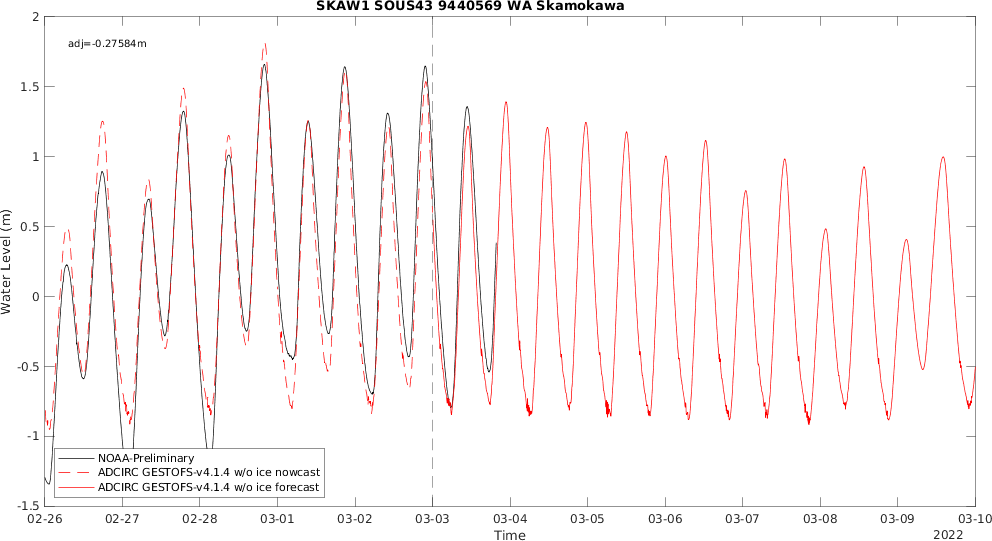 SKAW1 SOUS43 9440569 WA Skamokawa
adj=-0.27584m
Water Level (m)
2
1.5
1
0.5
0
-0.5
-1
-1.5
NOAA-Preliminary
ADCIRC GESTOFS-v4.1.4 w/o ice nowcast
ADCIRC GESTOFS-v4.1.4 w/o ice forecast
02-26 02-27 02-28 03-01 03-02 03-03 03-04 03-05 03-06 03-07 03-08 03-09 03-10
Time
2022